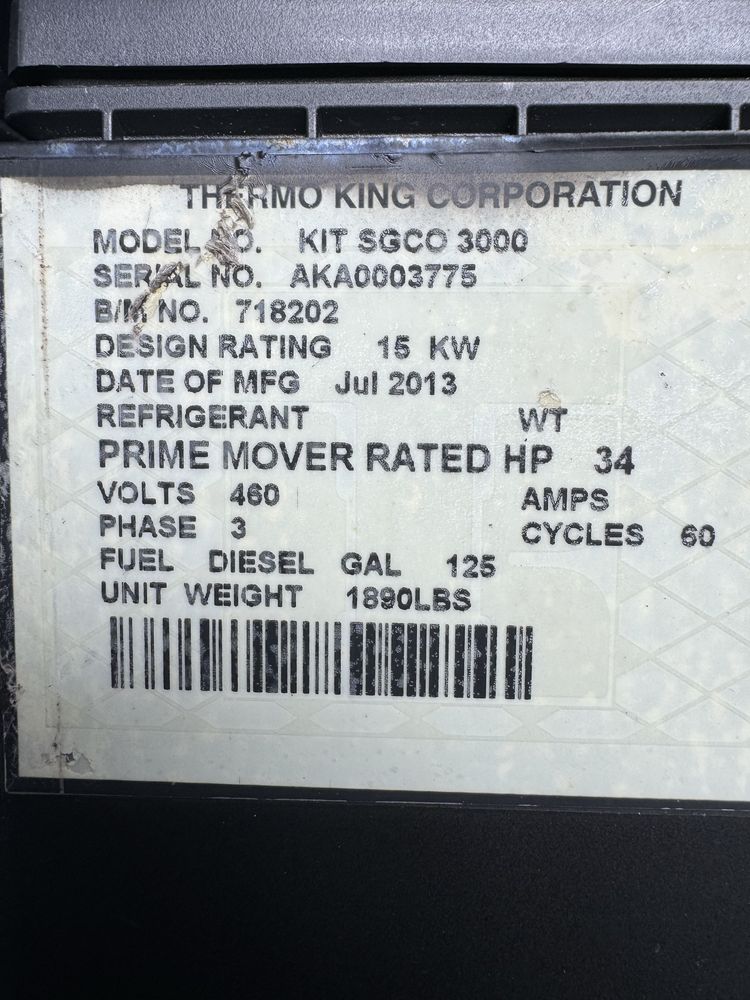 THERMO KING CORPORATION
MODEL NO. KIT SGCO 3000
SERIAL NO. AKA0003775
B/M NO. 718202
DESIGN RATING 15 KW
DATE OF MFG Jul 2013
REFRIGERANT WT
PRIME MOVER RATED HP 34
VOLTS 460 AMPS
PHASE 3 CYCLES 60
FUEL DIESEL GAL 125
UNIT WEIGHT 1890LBS